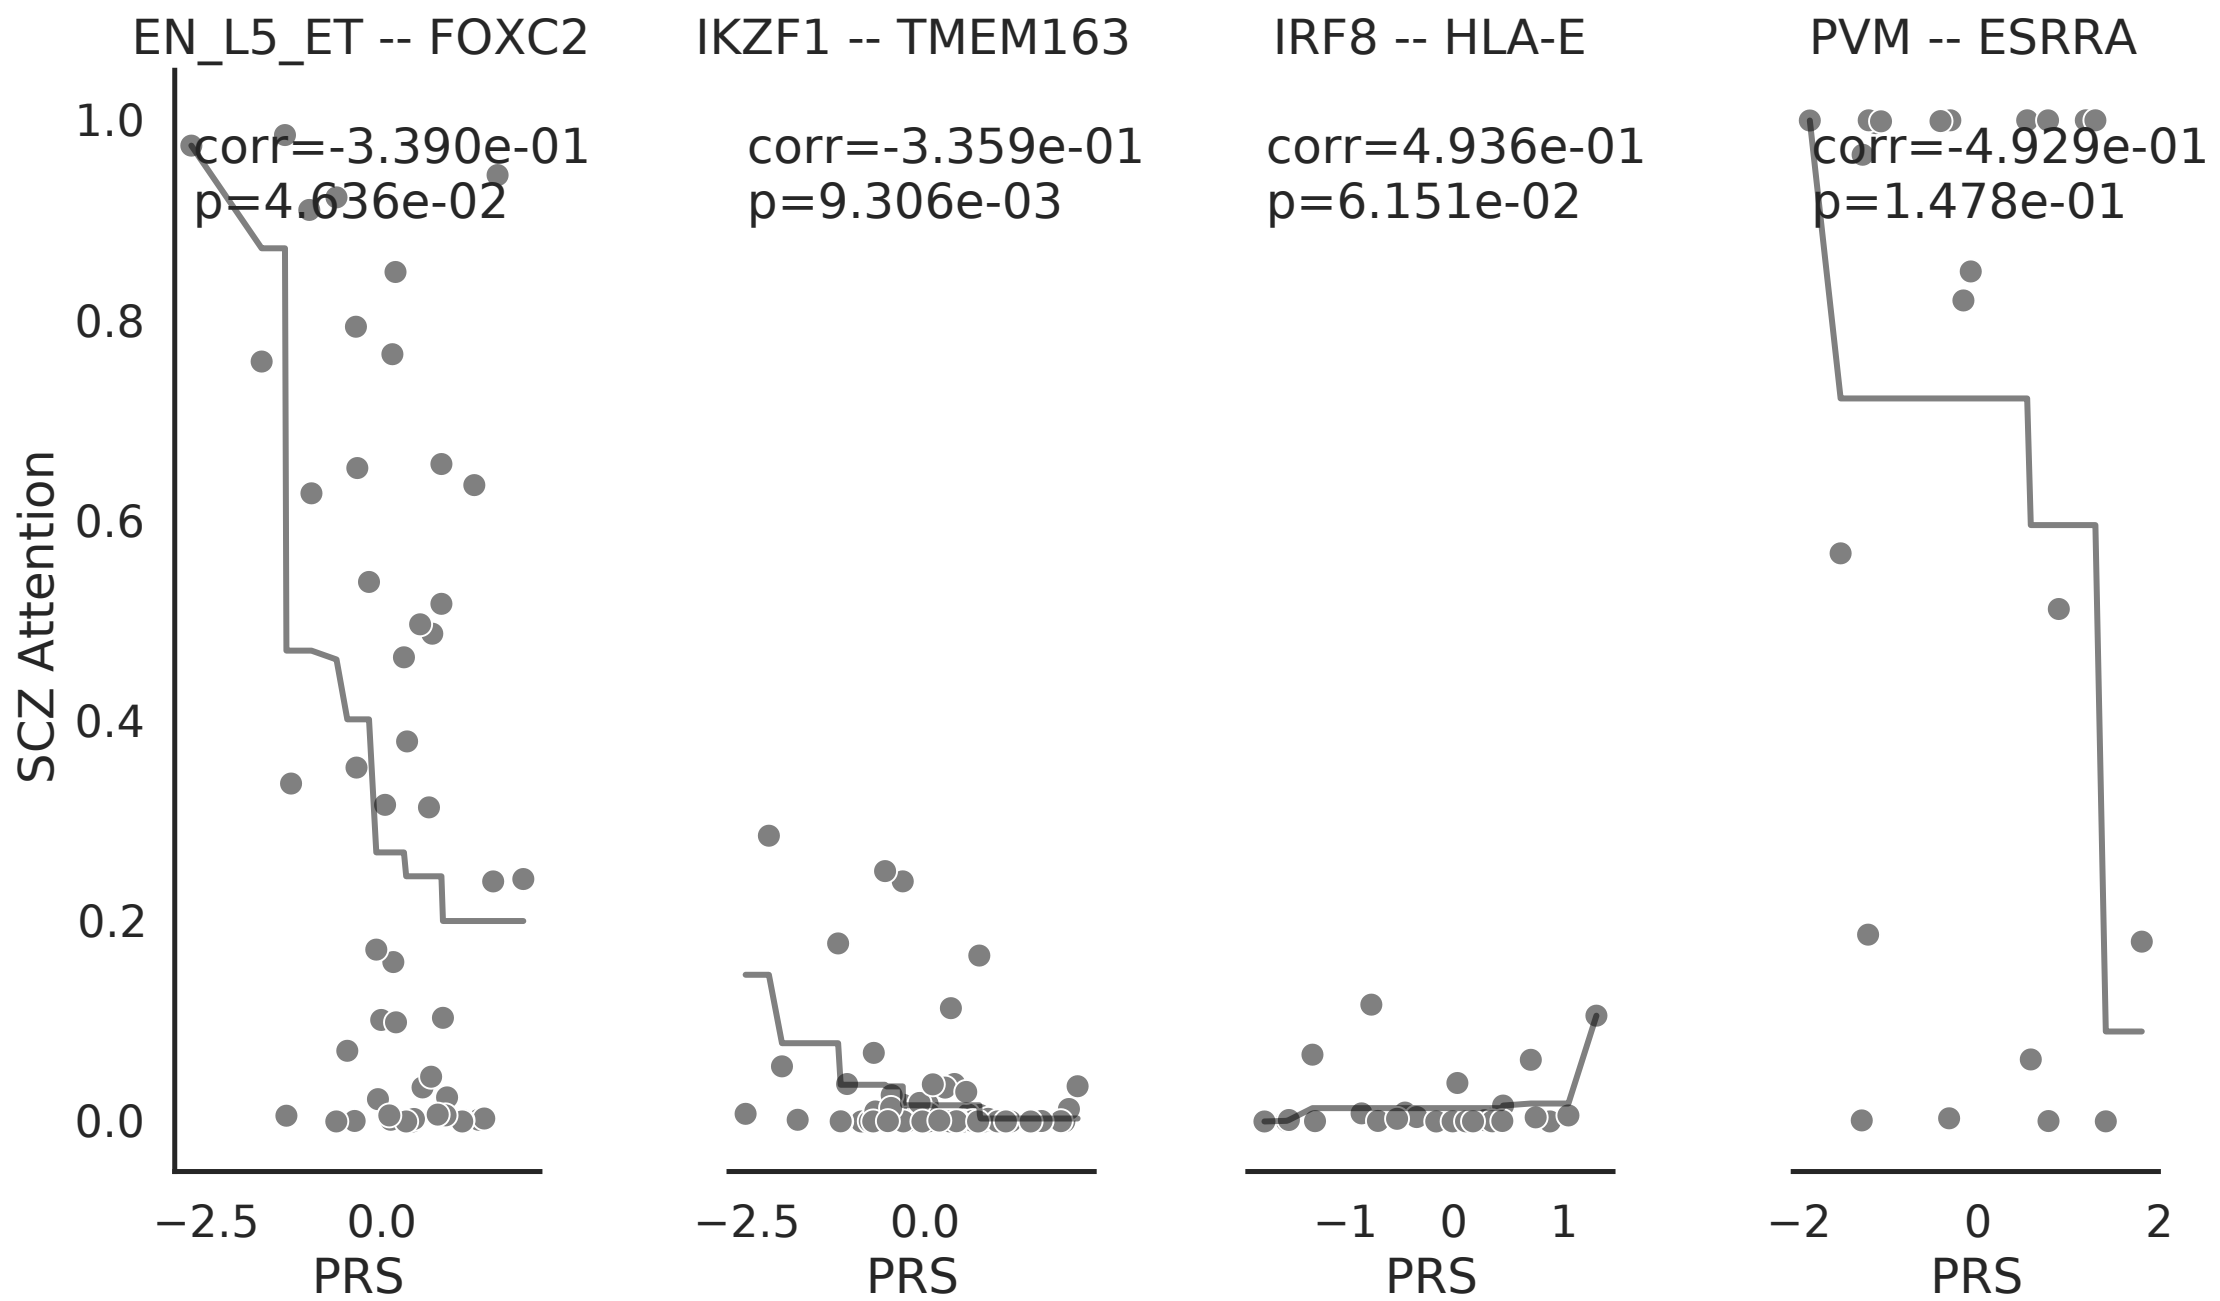 EN_L5_ET -- FOXC2
IKZF1 -- TMEM163
IRF8 -- HLA-E
PVM -- ESRRA
corr=-3.390e-01
p=4.636e-02
corr=-3.359e-01
p=9.306e-03
corr=4.936e-01
p=6.151e-02
corr=-4.929e-01
p=1.478e-01
SCZ Attention
1.0
0.8
0.6
0.4
0.2
0.0
−2.5 0.0
PRS
−2.5 0.0
PRS
−1 0 1
PRS
−2 0 2
PRS